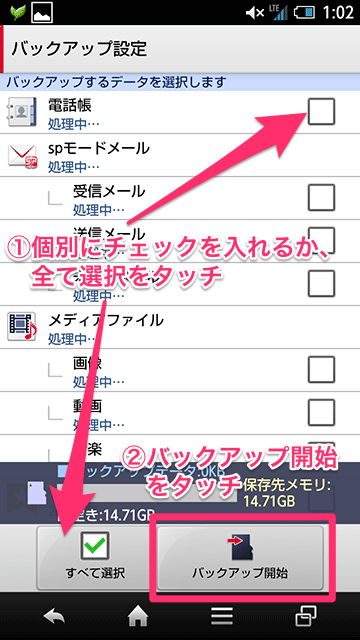 LTE 1:02
バックアップ設定
バックアップするデータを選択します
電話帳
処理中…
spモードメール
処理中…
受信メール
処理中…
送信メール
①個別にチェックを入れるか、
全て選択をタッチ
処理中…
メディアファイル
処理中…
画像
処理中…
動画
処理中…
楽
②バックアップ開始
をタッチ
バックアップデータ:0KB
保存先メモリ:
14.71GB
空き:14.71GB
すべて選択
バックアップ開始